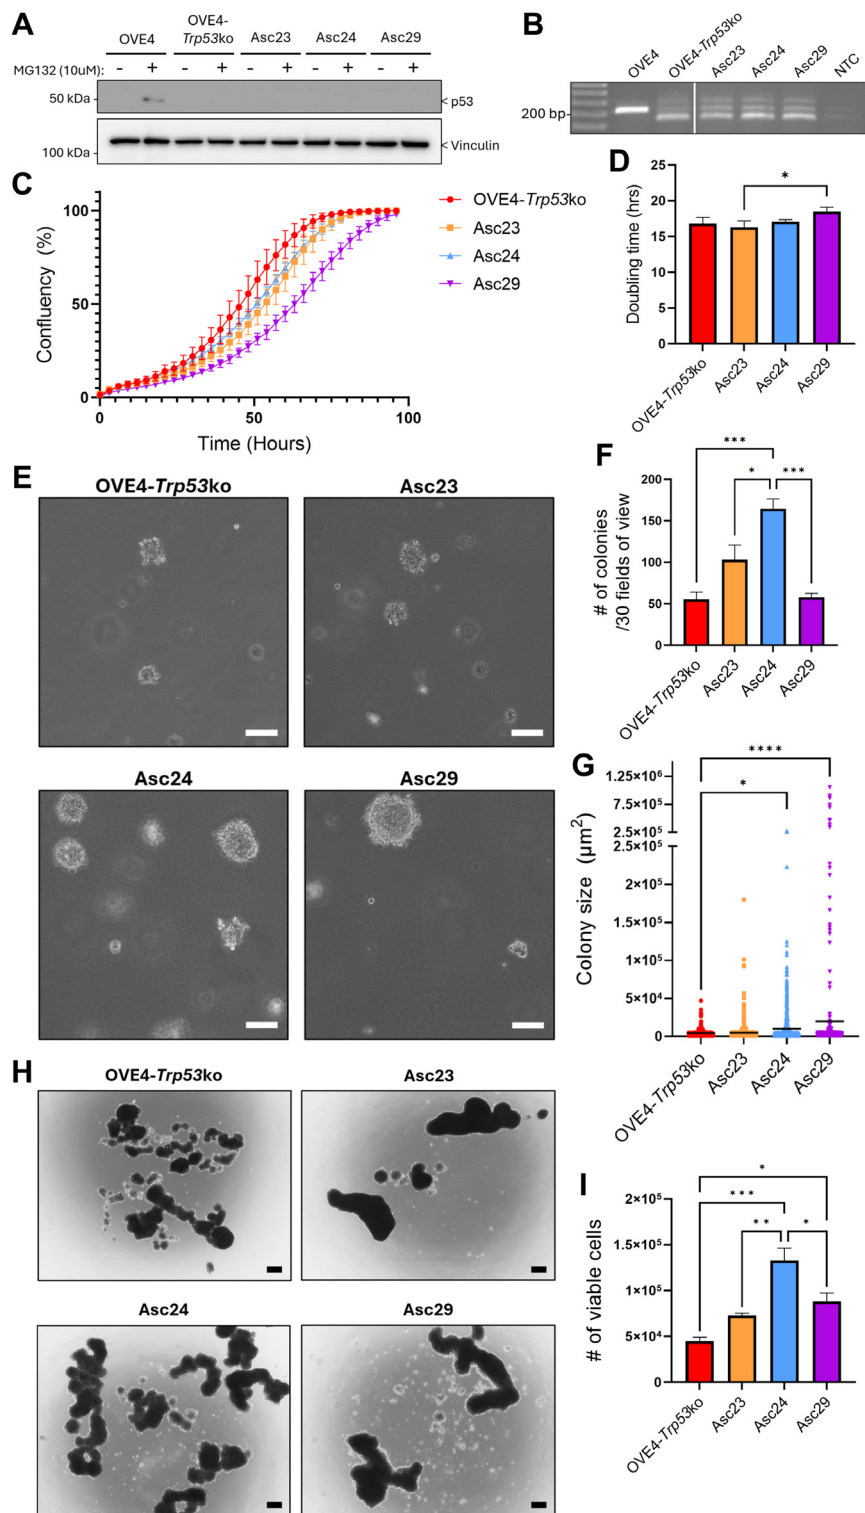 A
OVE4
OVE4-
Trp53ko
Asc23
Asc24
Asc29
MG132 (10uM):
- + - + - + - + - +
50 kDa
< p53
< Vinculin
100 kDa
B
OVE4
OVE4-Trp53ko
Asc23
Asc24
Asc29
NTC
200 bp
C
Confluency (%)
100
50
0
0 50 100
Time (Hours)
OVE4-Trp53ko
Asc23
Asc24
Asc29
D
Doubling time (hrs)
25
20
15
10
5
0
*
OVE4-Trp53ko
Asc23
Asc24
Asc29
E
OVE4-Trp53ko
Asc23
Asc24
Asc29
F
# of colonies
/30 fields of view
200
150
100
50
0
***
* ***
OVE4-Trp53ko
Asc23
Asc24
Asc29
G
Colony size (µm²)
1.25×10⁶
7.5×10⁵
2.5×10⁵
2.5×10⁵
2×10⁵
1.5×10⁵
1×10⁵
5×10⁴
0
****
*
OVE4-Trp53ko
Asc23
Asc24
Asc29
H
OVE4-Trp53ko
Asc23
Asc24
Asc29
I
# of viable cells
2×10⁵
1.5×10⁵
1×10⁵
5×10⁴
0
*
***
** *
OVE4-Trp53ko
Asc23
Asc24
Asc29